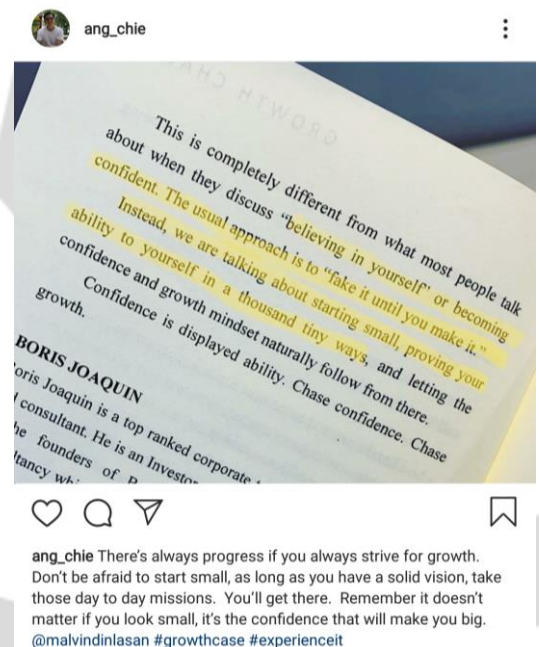 ang_chie
GROWTH CHA
This is completely different from what most people talk
about when they discuss "believing in yourself" or becoming
confident. The usual approach is to "fake it until you make it."
Instead, we are talking about starting small, proving your
ability to yourself in a thousand tiny ways, and letting the
confidence and growth mindset naturally follow from there.
Confidence is displayed ability. Chase confidence. Chase
growth.
BORIS JOAQUIN
oris Joaquin is a top ranked corporate
consultant. He is an Investor
he founders of
ltancy
ang_chie There's always progress if you always strive for growth.
Don't be afraid to start small, as long as you have a solid vision, take
those day to day missions. You'll get there. Remember it doesn't
matter if you look small, it's the confidence that will make you big.
@malvindinlasan #growthcase #experienceit